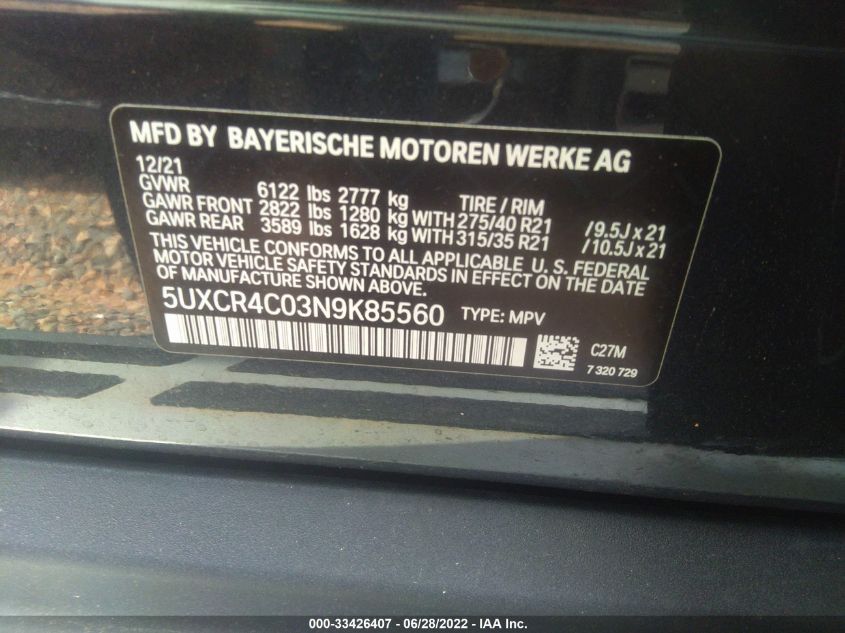 MFD BY BAYERISCHE MOTOREN WERKE AG
12/21
GVWR 6122 lbs 2777 kg TIRE / RIM
GAWR FRONT 2822 lbs 1280 kg WITH 275/40 R21 /9.5J x 21
GAWR REAR 3589 lbs 1628 kg WITH 315/35 R21 /10.5J x 21
THIS VEHICLE CONFORMS TO ALL APPLICABLE U. S. FEDERAL
MOTOR VEHICLE SAFETY STANDARDS IN EFFECT ON THE DATE
OF MANUFACTURE SHOWN ABOVE.
5UXCR4C03N9K85560 TYPE: MPV
C27M
7 320 729
000-33426407 - 06/28/2022 - IAA Inc.